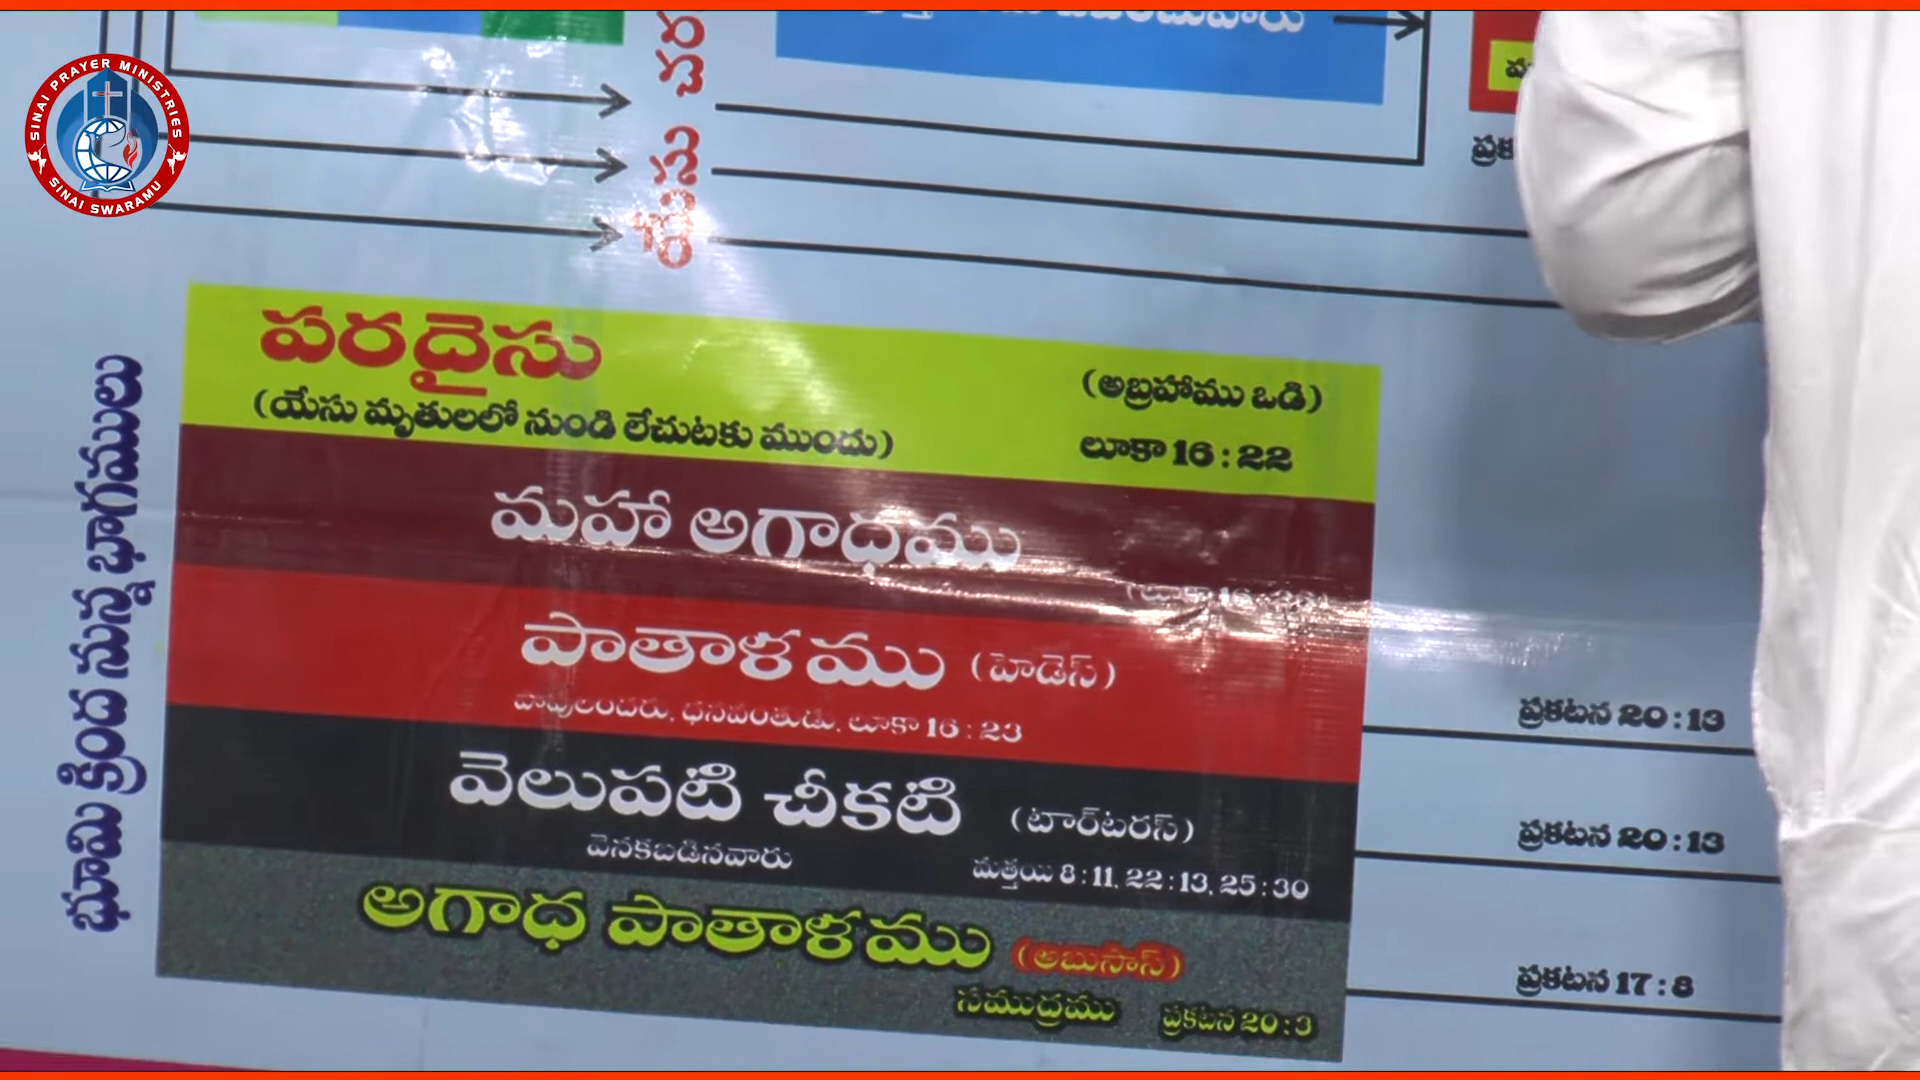 SINAI PRAYER MINISTRIES
SINAI SWARAMU
యేసు
పరదైసు
(యేసు మృతులలో నుండి లేచుటకు ముందు)
(అబ్రహాము ఒడి)
లూకా 16 : 22
మహా అగాధము
పాతాళము (హెడెస్)
పాపులందరు, ధనవంతుడు, లూకా 16 : 23
వెలుపటి చీకటి (టార్‌టరస్)
వెనకబడినవారు
మత్తయి 8 : 11, 22 : 13, 25 : 30
అగాధ పాతాళము (అబుసాస్)
సముద్రము ప్రకటన 20 : 3
భూమి క్రింద నున్న భాగములు
ప్రకటన 20 : 13
ప్రకటన 20 : 13
ప్రకటన 17 : 8